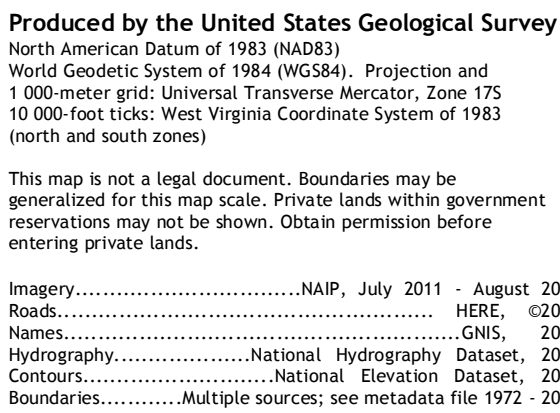 Produced by the United States Geological Survey
North American Datum of 1983 (NAD83)
World Geodetic System of 1984 (WGS84). Projection and
1 000-meter grid: Universal Transverse Mercator, Zone 17S
10 000-foot ticks: West Virginia Coordinate System of 1983
(north and south zones)
This map is not a legal document. Boundaries may be
generalized for this map scale. Private lands within government
reservations may not be shown. Obtain permission before
entering private lands.
Imagery..................................NAIP, July 2011 - August 20
Roads.................................................... HERE, ©20
Names......................................................GNIS, 20
Hydrography....................National Hydrography Dataset, 20
Contours............................National Elevation Dataset, 20
Boundaries............Multiple sources; see metadata file 1972 - 20